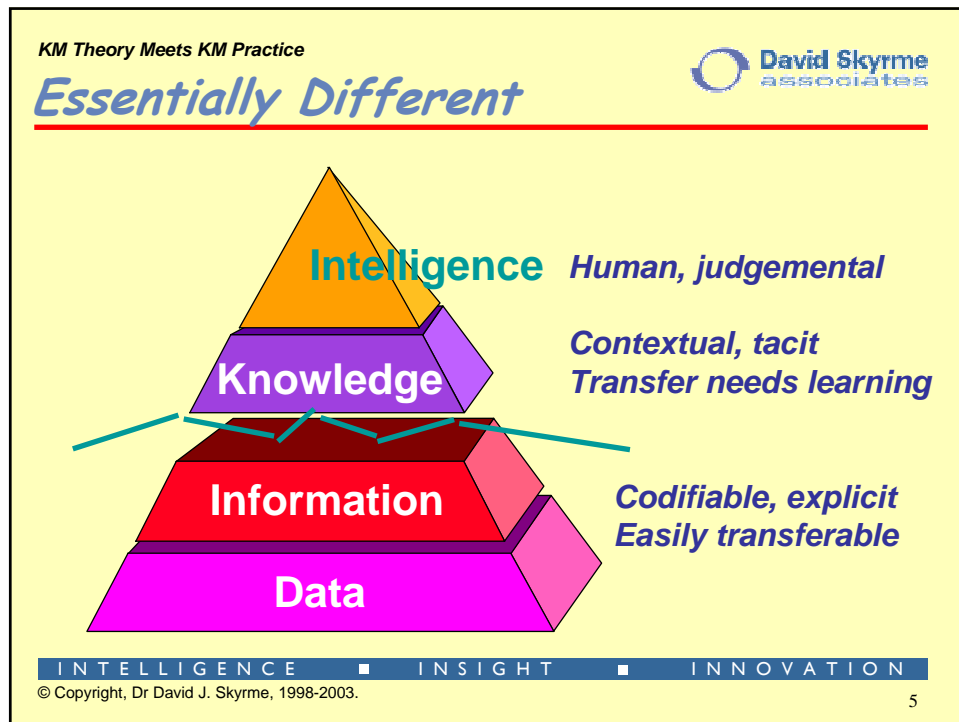 KM Theory Meets KM Practice
David Skyrme
associates
Essentially Different
Intelligence
Human, judgemental
Knowledge
Contextual, tacit
Transfer needs learning
Information
Codifiable, explicit
Easily transferable
Data
INTELLIGENCE ■ INSIGHT ■ INNOVATION
© Copyright, Dr David J. Skyrme, 1998-2003.
5